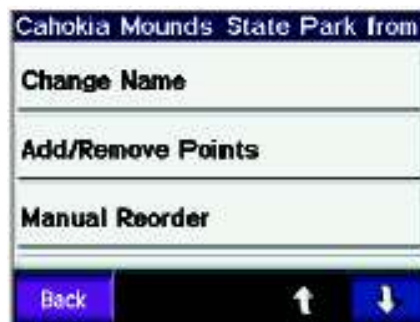 Cahokia Mounds State Park from
Change Name
Add/Remove Points
Manual Reorder
Back